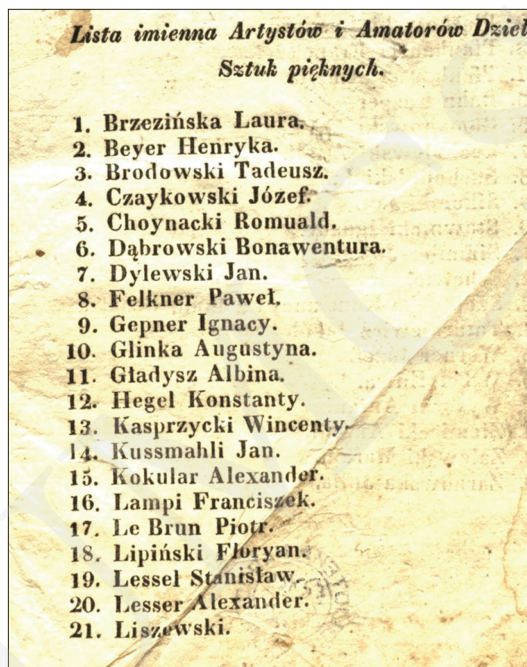 Lista imienna Artystów i Amatorów Dzieł
Sztuk pięknych.
1. Brzezińska Laura.
2. Beyer Henryka.
3. Brodowski Tadeusz.
4. Czaykowski Józef.
5. Choynacki Romuald.
6. Dąbrowski Bonawentura.
7. Dylewski Jan.
8. Felkner Paweł.
9. Gepner Ignacy.
10. Glinka Augustyna.
11. Gładysz Albina.
12. Hegel Konstanty.
13. Kasprzycki Wincenty.
14. Kussmahli Jan.
15. Kokular Alexander.
16. Lampi Franciszek.
17. Le Brun Piotr.
18. Lipiński Floryan.
19. Lessel Stanisław.
20. Lesser Alexander.
21. Liszewski.